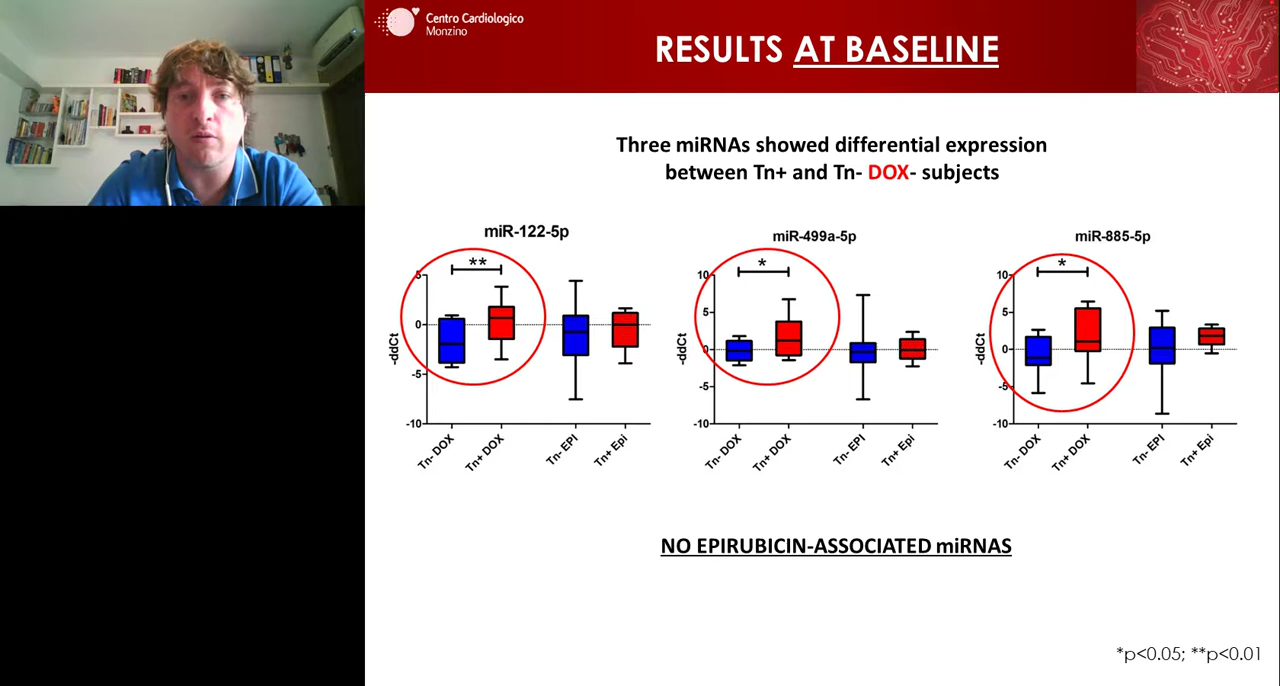 Centro Cardiologico
Monzino
RESULTS AT BASELINE
Three miRNAs showed differential expression
between Tn+ and Tn- DOX- subjects
miR-122-5p
**
5
0
-5
-10
-ddCt
Tn- DOX
Tn+ DOX
Tn- EPI
Tn+ Epi
miR-499a-5p
*
10
5
0
-5
-10
-ddCt
Tn- DOX
Tn+ DOX
Tn- EPI
Tn+ Epi
miR-885-5p
*
10
5
0
-5
-10
-ddCt
Tn- DOX
Tn+ DOX
Tn- EPI
Tn+ Epi
NO EPIRUBICIN-ASSOCIATED miRNAS
*p<0.05; **p<0.01